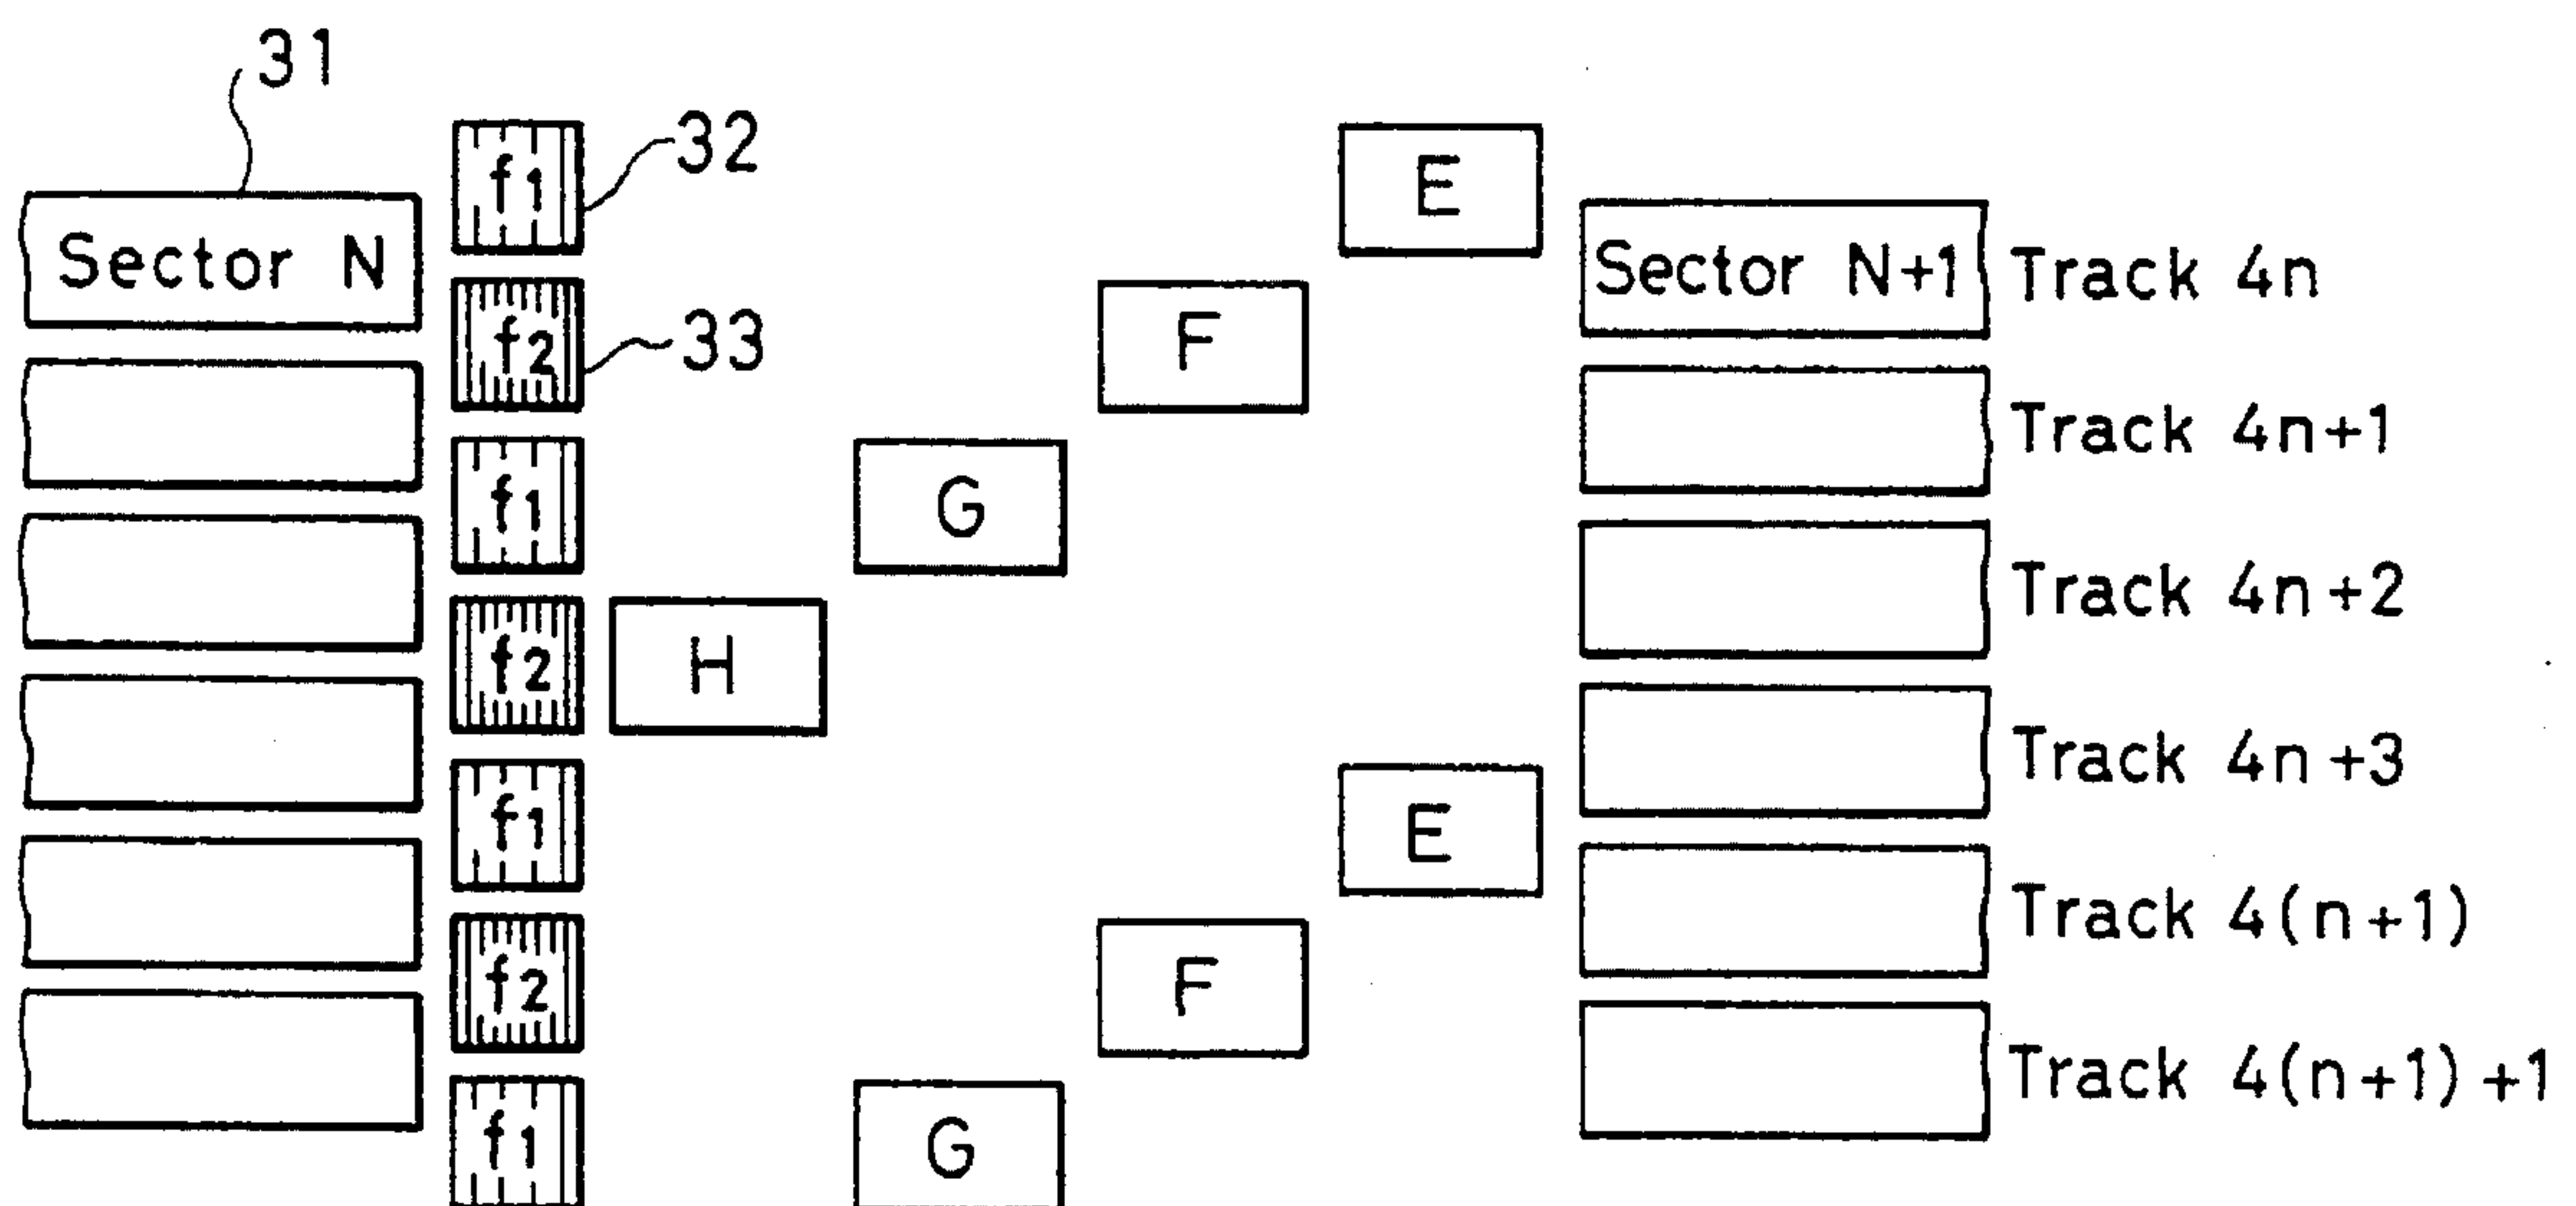 31
f1
32
E
Sector N
Sector N+1
Track 4n
f2
33
F
Track 4n+1
f1
G
Track 4n+2
f2
H
Track 4n+3
f1
E
Track 4(n+1)
f2
F
Track 4(n+1)+1
f1
G